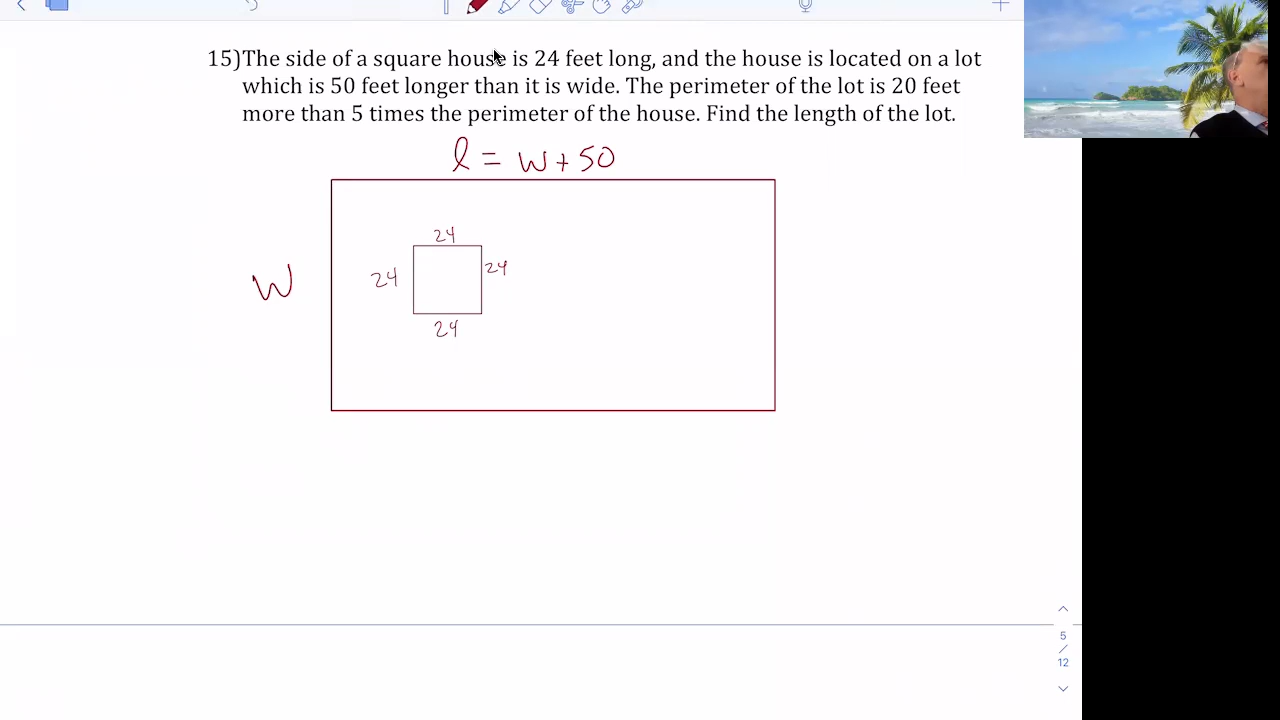 15)The side of a square house is 24 feet long, and the house is located on a lot
which is 50 feet longer than it is wide. The perimeter of the lot is 20 feet
more than 5 times the perimeter of the house. Find the length of the lot.
l = w + 50
24
24
24
w
24
5
/
12